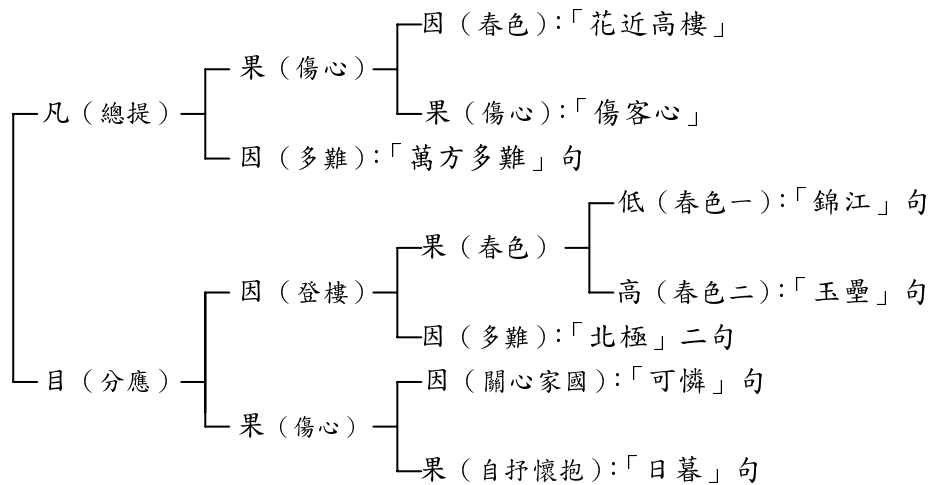 因（春色）：「花近高樓」
果（傷心）
凡（總提）
果（傷心）：「傷客心」
因（多難）：「萬方多難」句
低（春色一）：「錦江」句
果（春色）
因（登樓）
高（春色二）：「玉壘」句
因（多難）：「北極」二句
目（分應）
因（關心家國）：「可憐」句
果（傷心）
果（自抒懷抱）：「日暮」句